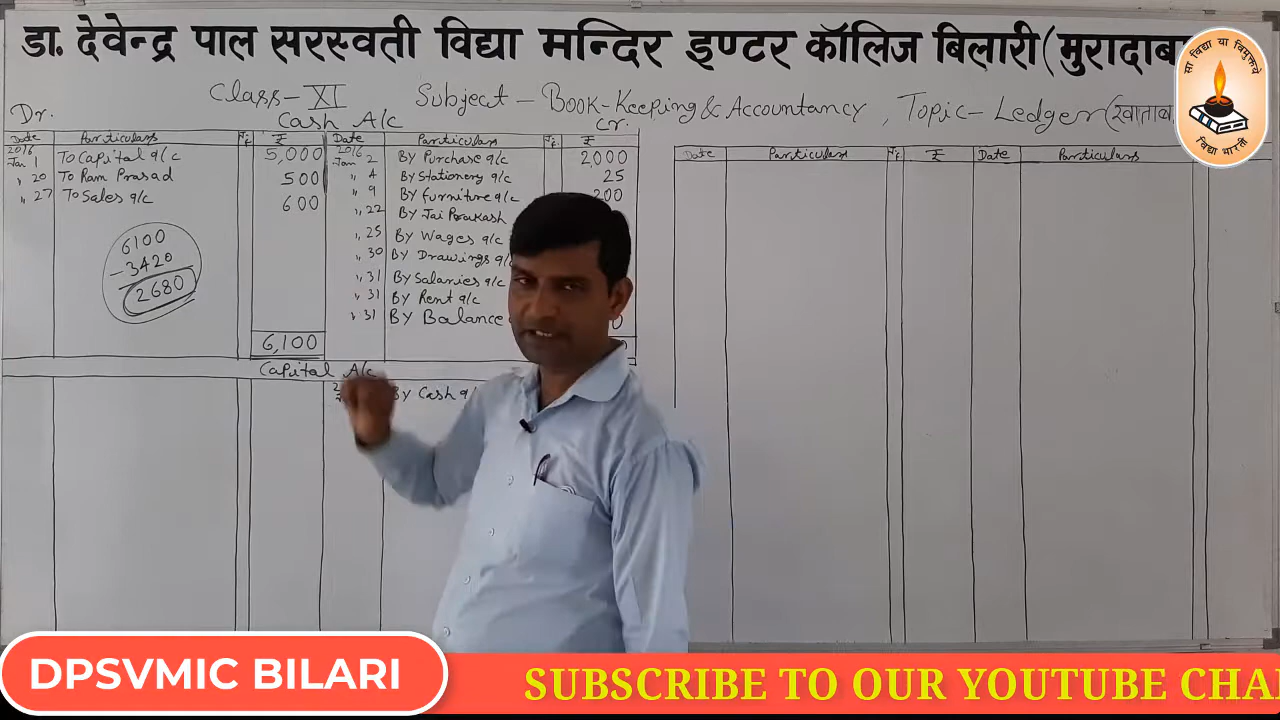 डा. देवेन्द्र पाल सरस्वती विद्या मन्दिर इण्टर कॉलिज बिलारी (मुरादाबा
सा विद्या या विमुक्तये
विद्या भारती
Class-XI Subject - Book-Keeping & Accountancy, Topic - Ledger (खाताब
Dr. Cash A/c Cr.
Date Particulars J.F. ₹ Date Particulars J.F. ₹
2016 Jan 1 To Capital a/c 5,000 2016 Jan 2 By Purchase a/c 2000
" 20 To Ram Prasad 500 " 4 By Stationery a/c 25
" 27 To Sales a/c 600 " 9 By Furniture a/c 200
" 22 By Jai Prakash
" 25 By Wages a/c
" 30 By Drawings a/c
" 31 By Salaries a/c
" 31 By Rent a/c
" 31 By Balance
6100
-3420
2680
6,100
Capital A/c
By Cash a/
Date Particulars J.F. ₹ Date Particulars
DPSVMIC BILARI
SUBSCRIBE TO OUR YOUTUBE CHA